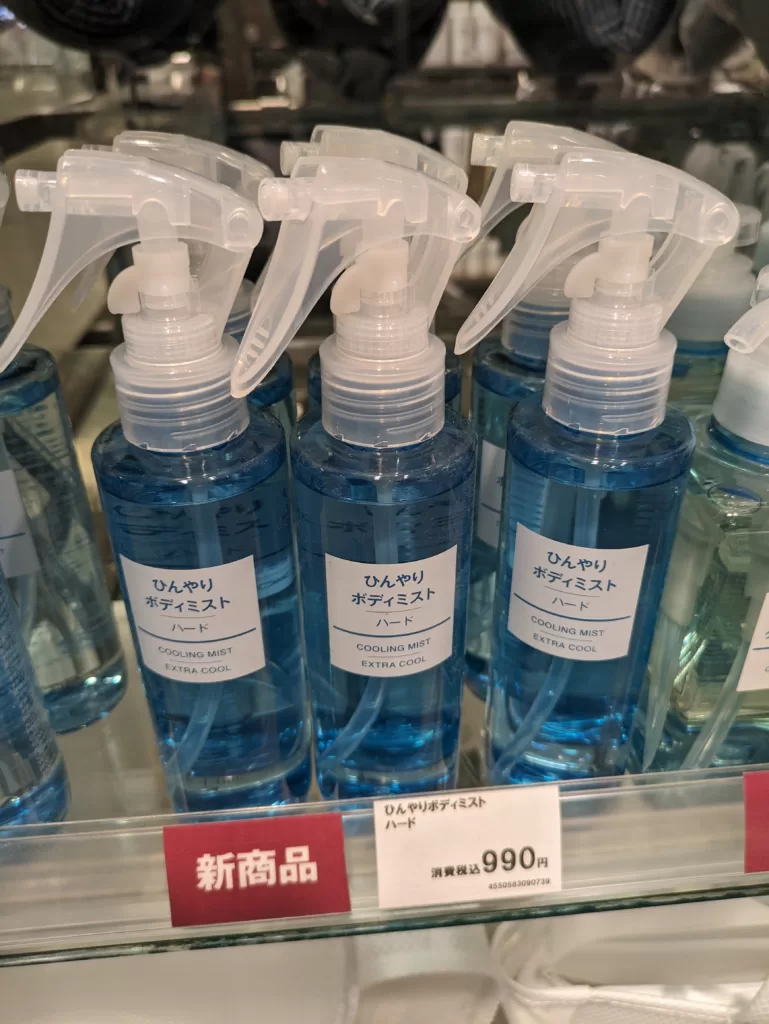 ひんやり
ボディミスト
ハード
COOLING MIST
EXTRA COOL
ひんやり
ボディミスト
ハード
COOLING MIST
EXTRA COOL
ひんやり
ボディミスト
ハード
COOLING MIST
EXTRA COOL
新商品
ひんやりボディミスト
ハード
消費税込990円
4550583090739